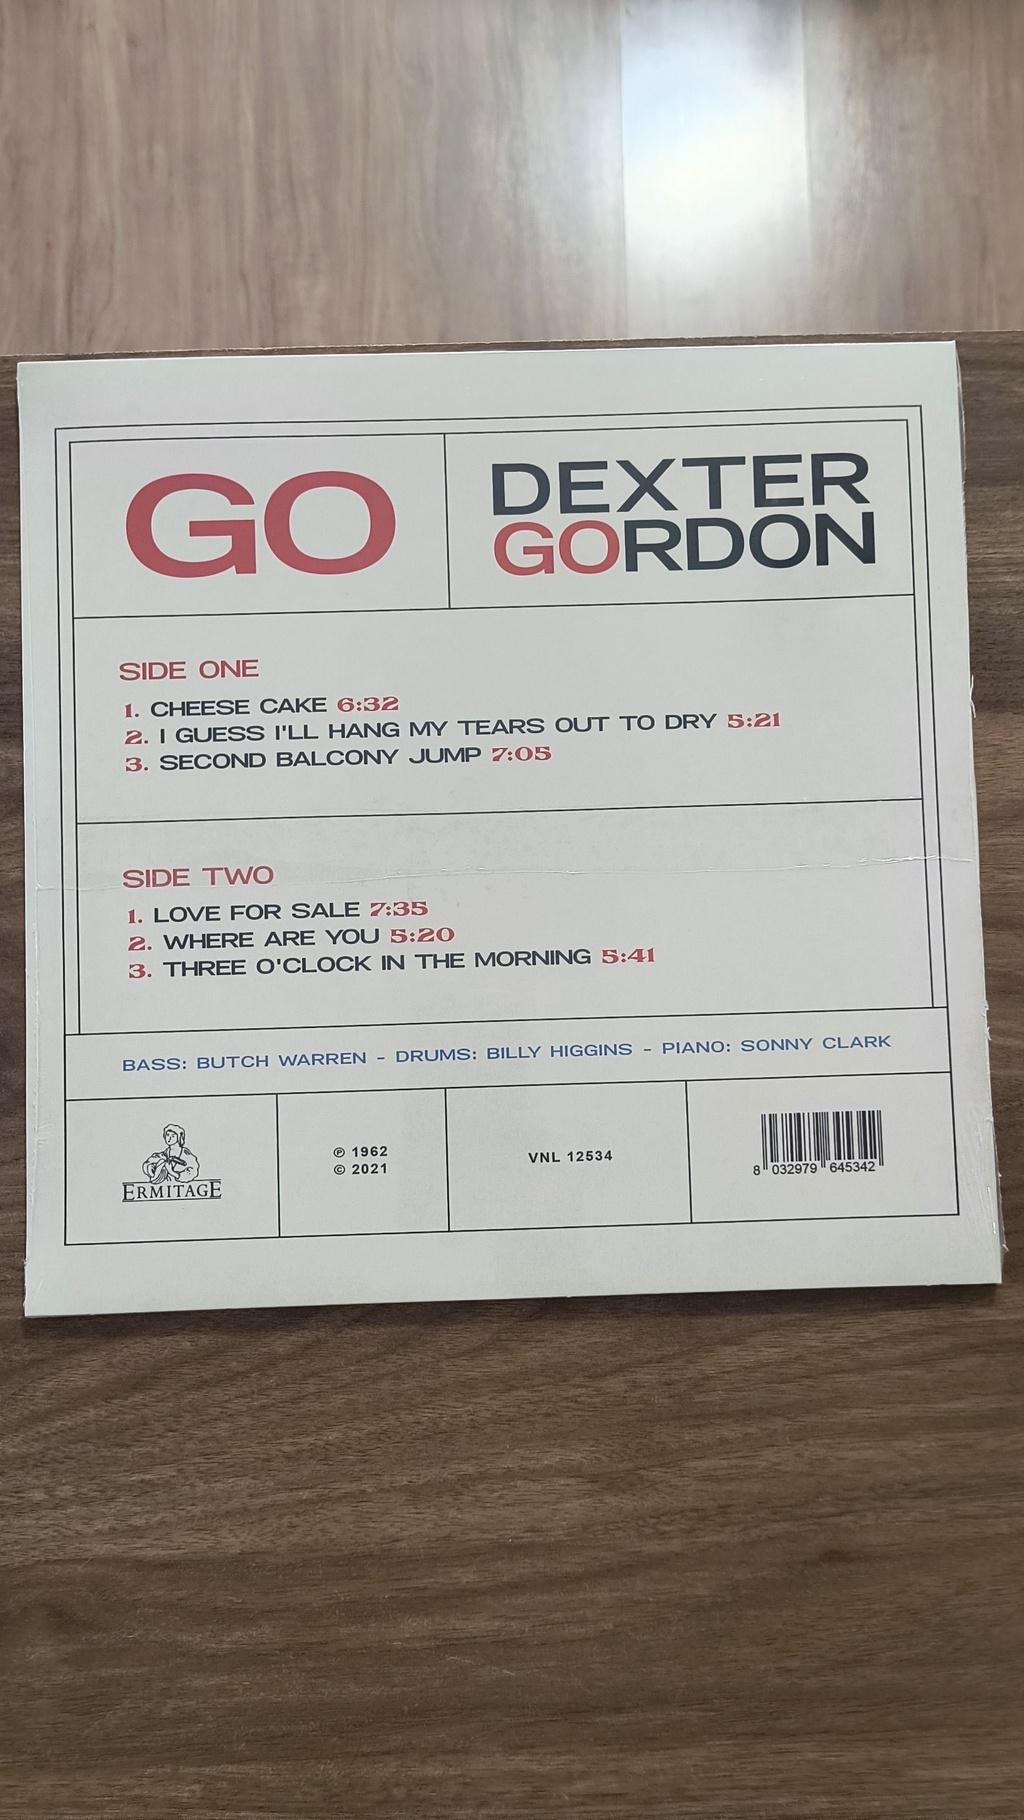 GO
DEXTER
GORDON
SIDE ONE
1. CHEESE CAKE 6:32
2. I GUESS I'LL HANG MY TEARS OUT TO DRY 5:21
3. SECOND BALCONY JUMP 7:05
SIDE TWO
1. LOVE FOR SALE 7:35
2. WHERE ARE YOU 5:20
3. THREE O'CLOCK IN THE MORNING 5:41
BASS: BUTCH WARREN - DRUMS: BILLY HIGGINS - PIANO: SONNY CLARK
ERMITAGE
℗ 1962
© 2021
VNL 12534
8 032979 645342